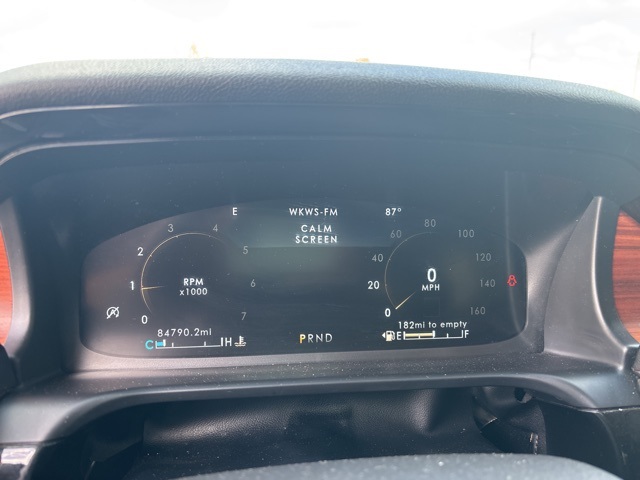 E WKWS-FM 87°
CALM
SCREEN
0 1 2 3 4 5 6 7
RPM
x1000
0 20 40 60 80 100 120 140 160
0
MPH
84790.2mi
C H
PRND
182mi to empty
E F